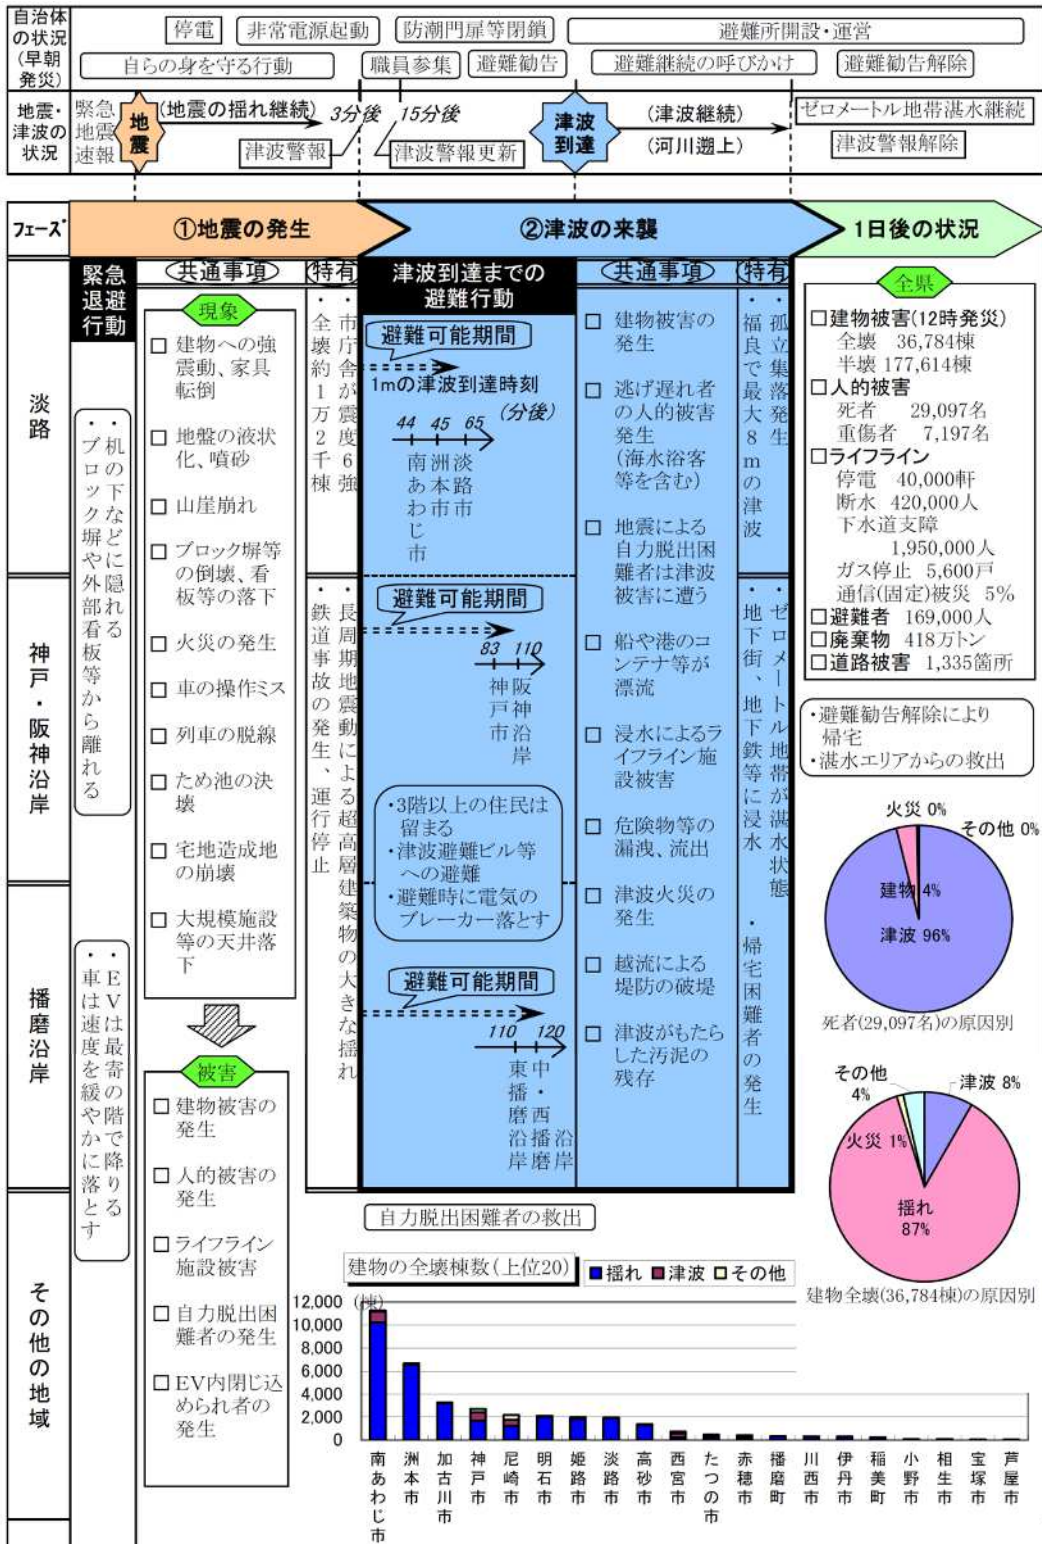 自治体
の状況
(早朝
発災)
停電
非常電源起動
防潮門扉等閉鎖
避難所開設・運営
自らの身を守る行動
職員参集
避難勧告
避難継続の呼びかけ
避難勧告解除
地震・
津波の
状況
緊急
地震
速報
地
震
(地震の揺れ継続)
3分後
15分後
津波警報
津波警報更新
津波
到達
(津波継続)
(河川遡上)
ゼロメートル地帯湛水継続
津波警報解除
フェーズ
①地震の発生
②津波の来襲
1日後の状況
淡路
神戸・阪神沿岸
播磨沿岸
その他の地域
緊急
退避
行動
・机の下などに隠れる
・ブロック塀や外部看板等から離れる
・EVは最寄の階で降りる
・車は速度を緩やかに落とす
共通事項
現象
□ 建物への強
震動、家具
転倒
□ 地盤の液状
化、噴砂
□ 山崖崩れ
□ ブロック塀等
の倒壊、看
板等の落下
□ 火災の発生
□ 車の操作ミス
□ 列車の脱線
□ ため池の決
壊
□ 宅地造成地
の崩壊
□ 大規模施設
等の天井落
下
被害
□ 建物被害の
発生
□ 人的被害の
発生
□ ライフライン
施設被害
□ 自力脱出困
難者の発生
□ EV内閉じ込
められ者の
発生
特有
・市庁舎が震度6強
・全壊約1万2千棟
・長周期地震動による超高層建築物の大きな揺れ
・鉄道事故の発生、運行停止
津波到達までの
避難行動
避難可能期間
1mの津波到達時刻
(分後)
44 45 65
南あわじ市
洲本市
淡路市
避難可能期間
83 110
神戸市
阪神沿岸
・3階以上の住民は
留まる
・津波避難ビル等
への避難
・避難時に電気の
ブレーカー落とす
避難可能期間
110 120
東播磨沿岸
中・西播磨沿岸
共通事項
□ 建物被害の
発生
□ 逃げ遅れ者
の人的被害
発生
(海水浴客
等を含む)
□ 地震による
自力脱出困
難者は津波
被害に遭う
□ 船や港のコ
ンテナ等が
漂流
□ 浸水によるラ
イフライン施
設被害
□ 危険物等の
漏洩、流出
□ 津波火災の
発生
□ 越流による
堤防の破堤
□ 津波がもたら
した汚泥の
残存
特有
・孤立集落発生
・福良で最大8mの津波
・ゼロメートル地帯が湛水状態
・地下街、地下鉄等に浸水
・帰宅困難者の発生
全県
□建物被害(12時発災)
全壊 36,784棟
半壊 177,614棟
□人的被害
死者 29,097名
重傷者 7,197名
□ライフライン
停電 40,000軒
断水 420,000人
下水道支障
1,950,000人
ガス停止 5,600戸
通信(固定)被災 5%
□避難者 169,000人
□廃棄物 418万トン
□道路被害 1,335箇所
・避難勧告解除により
帰宅
・湛水エリアからの救出
火災 0%
その他 0%
建物 4%
津波 96%
死者(29,097名)の原因別
その他
4%
津波 8%
火災 1%
揺れ
87%
建物全壊(36,784棟)の原因別
自力脱出困難者の救出
建物の全壊棟数(上位20)
揺れ 津波 その他
(棟)
12,000
10,000
8,000
6,000
4,000
2,000
0
南あわじ市
洲本市
加古川市
神戸市
尼崎市
明石市
姫路市
淡路市
高砂市
西宮市
たつの市
赤穂市
播磨町
川西市
伊丹市
稲美町
小野市
相生市
宝塚市
芦屋市